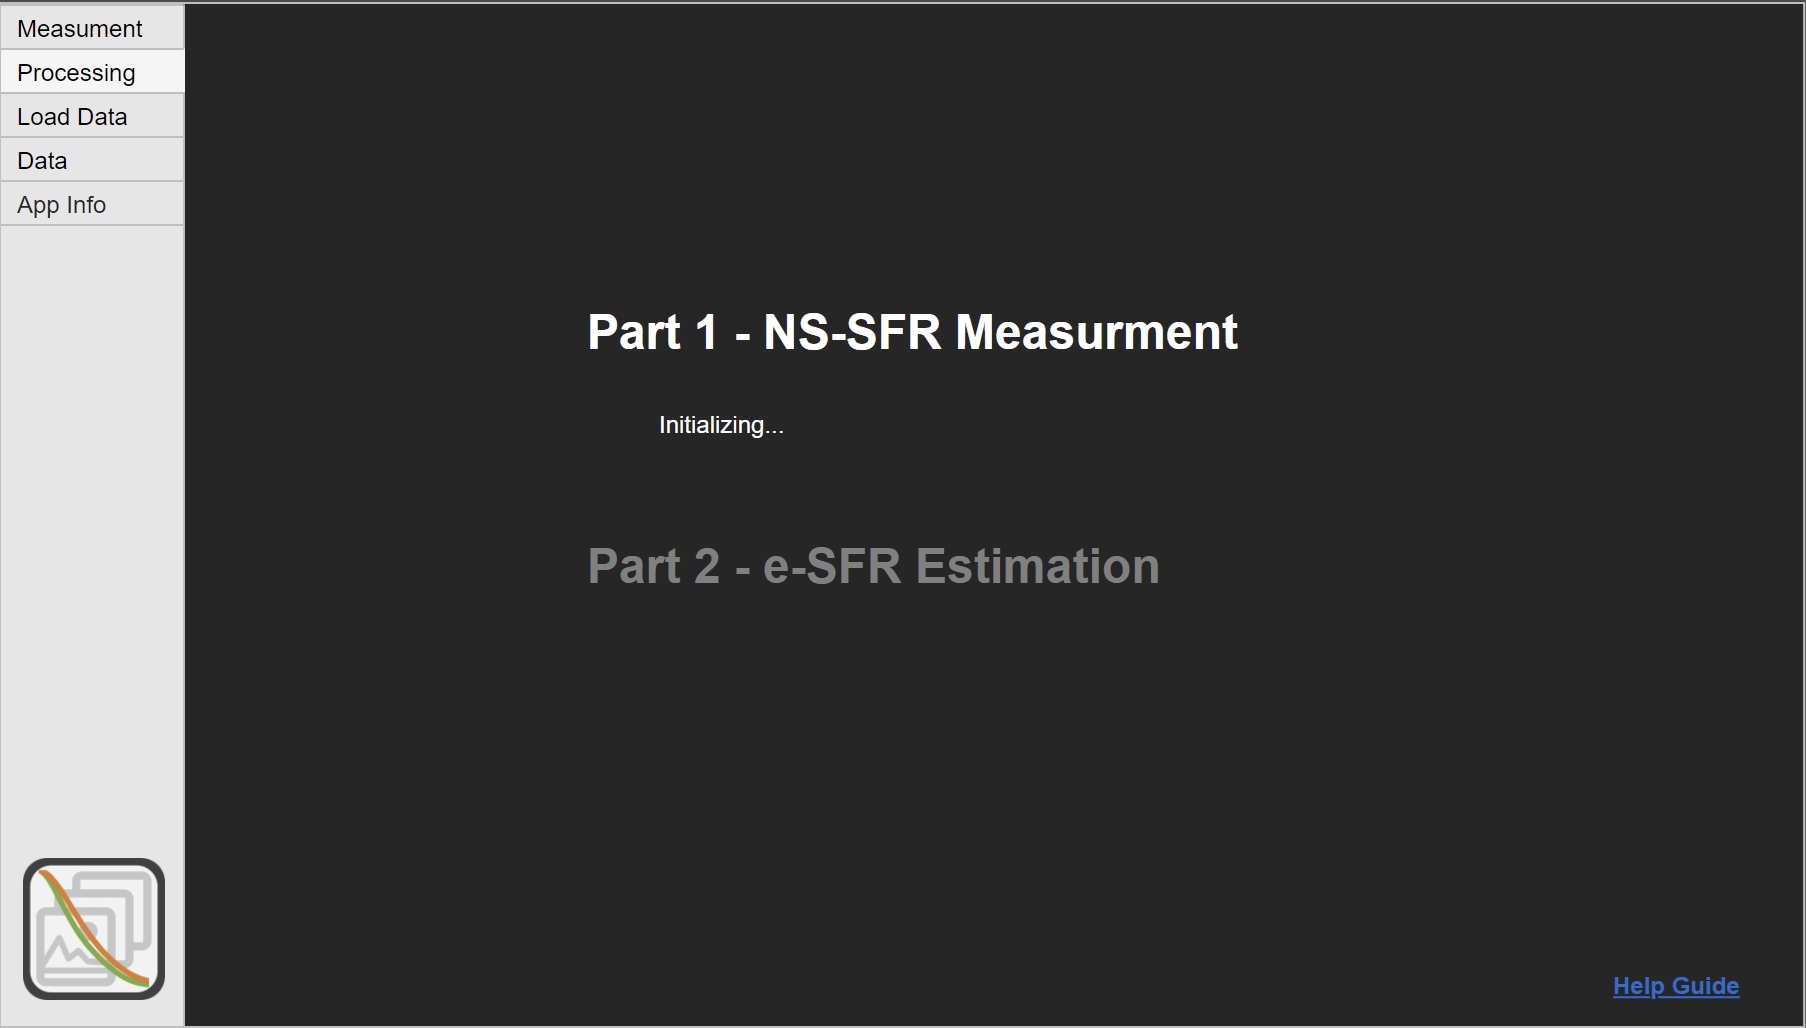 Measument
Processing
Load Data
Data
App Info
Part 1 - NS-SFR Measurment
Initializing...
Part 2 - e-SFR Estimation
Help Guide